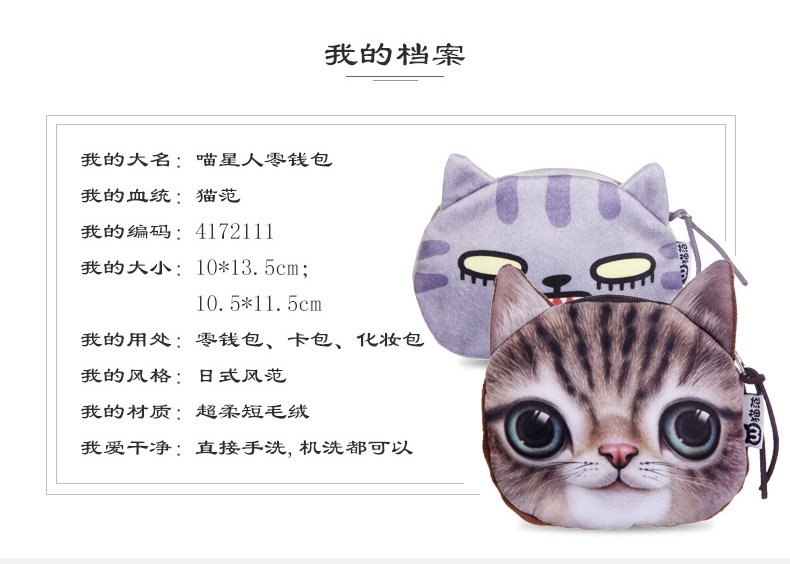 我的档案
我的大名：喵星人零钱包
我的血统：猫范
我的编码：4172111
我的大小：10*13.5cm;
10.5*11.5cm
我的用处：零钱包、卡包、化妆包
我的风格：日式风范
我的材质：超柔短毛绒
我爱干净：直接手洗,机洗都可以
猫范
猫范